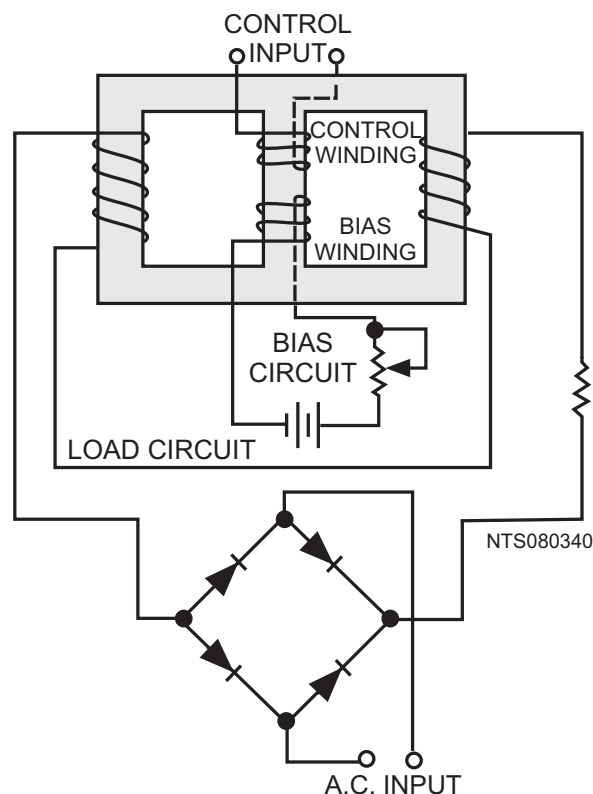 CONTROL
INPUT
CONTROL
WINDING
BIAS
WINDING
BIAS
CIRCUIT
LOAD CIRCUIT
NTS080340
A.C. INPUT